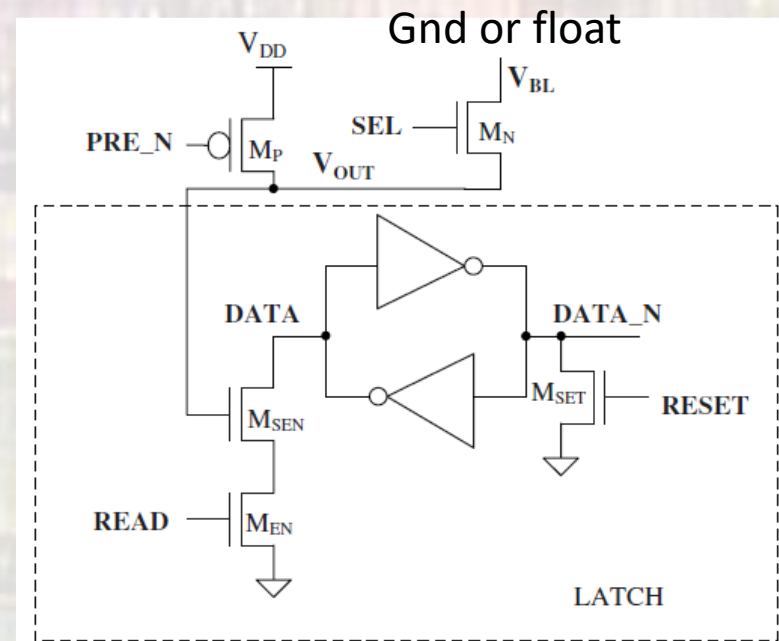 Gnd or float
V_DD
V_BL
SEL
M_N
PRE_N
M_P
V_OUT
DATA
DATA_N
M_SET
RESET
M_SEN
READ
M_EN
LATCH